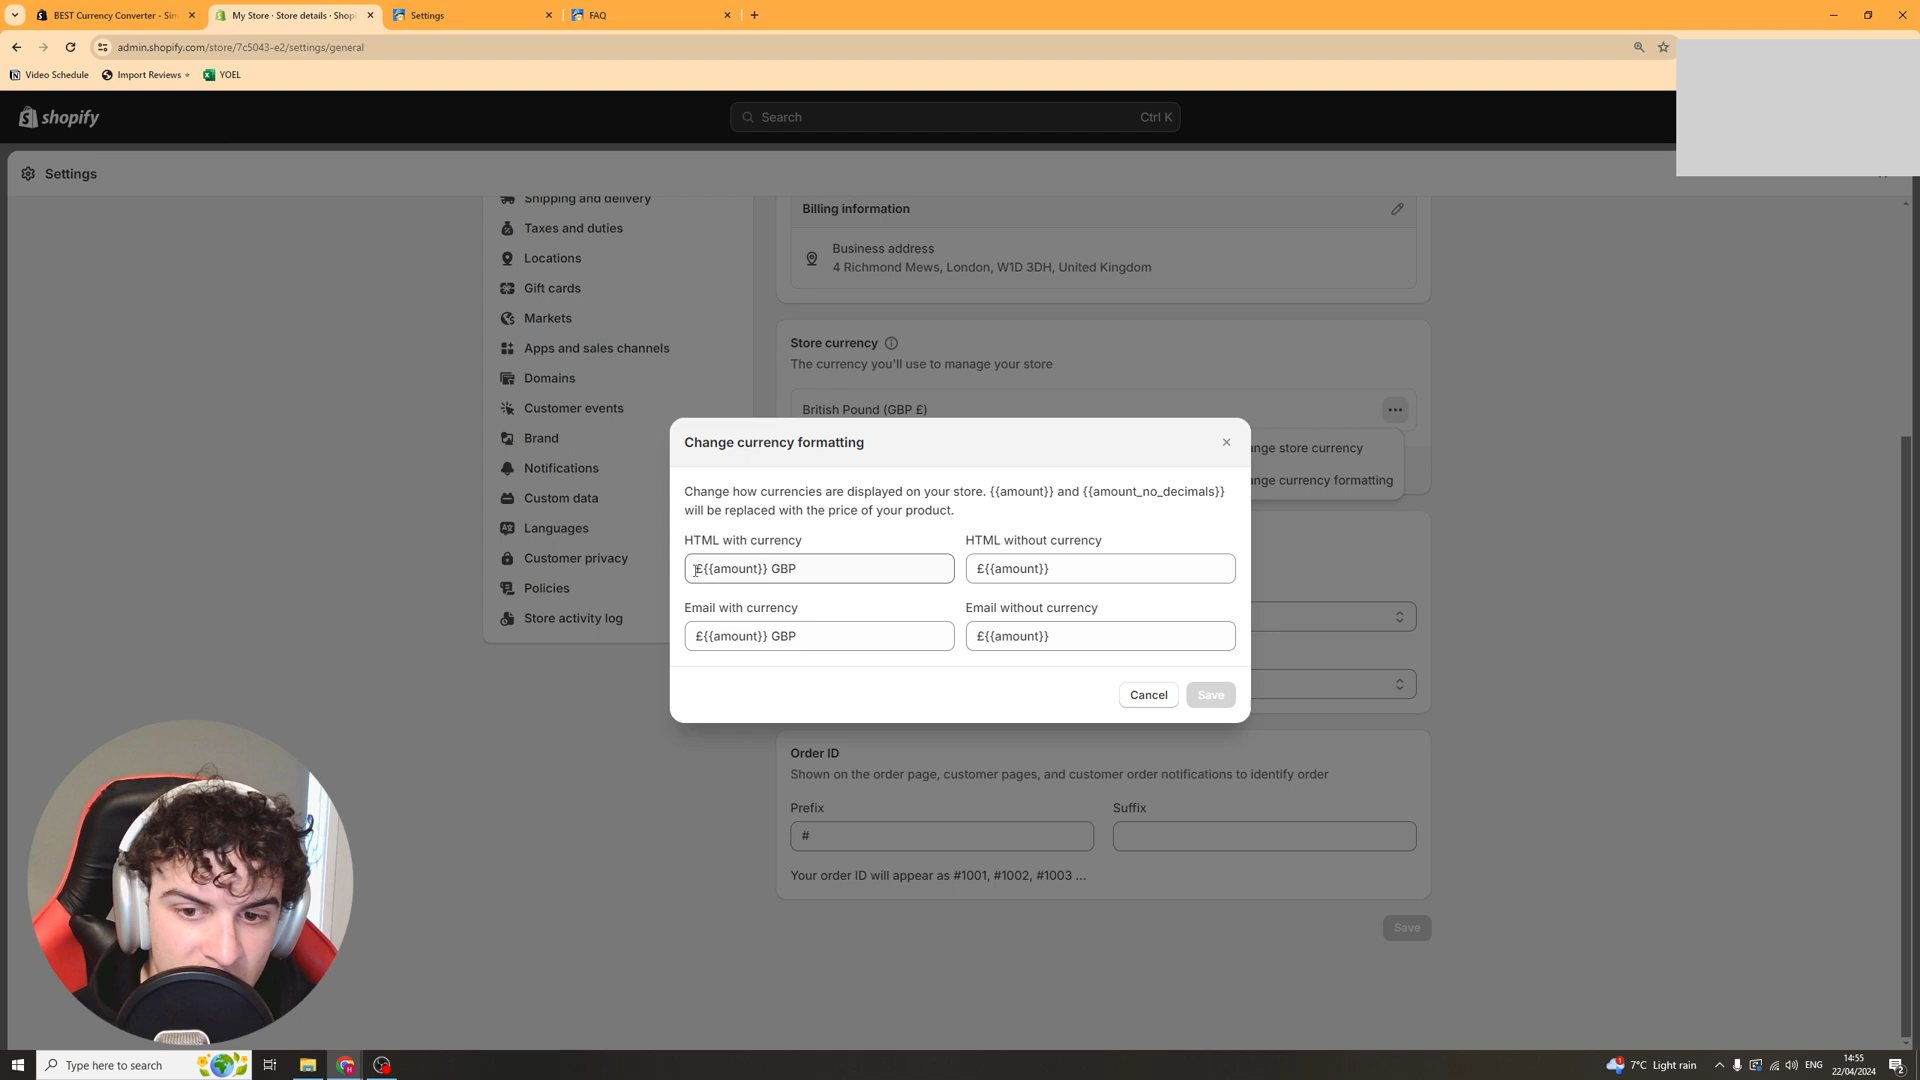 BEST Currency Converter - Sim
My Store · Store details · Shopi
Settings
FAQ
admin.shopify.com/store/7c5043-e2/settings/general
Video Schedule
Import Reviews
YOEL
shopify
Search
Ctrl K
Settings
Shipping and delivery
Taxes and duties
Locations
Gift cards
Markets
Apps and sales channels
Domains
Customer events
Brand
Notifications
Custom data
Languages
Customer privacy
Policies
Store activity log
Billing information
Business address
4 Richmond Mews, London, W1D 3DH, United Kingdom
Store currency
The currency you'll use to manage your store
British Pound (GBP £)
ange store currency
ange currency formatting
Change currency formatting
Change how currencies are displayed on your store. {{amount}} and {{amount_no_decimals}}
will be replaced with the price of your product.
HTML with currency
HTML without currency
£{{amount}} GBP
£{{amount}}
Email with currency
Email without currency
£{{amount}} GBP
£{{amount}}
Cancel
Save
Order ID
Shown on the order page, customer pages, and customer order notifications to identify order
Prefix
Suffix
#
Your order ID will appear as #1001, #1002, #1003 ...
Save
Type here to search
7°C Light rain
ENG
14:55
22/04/2024
2